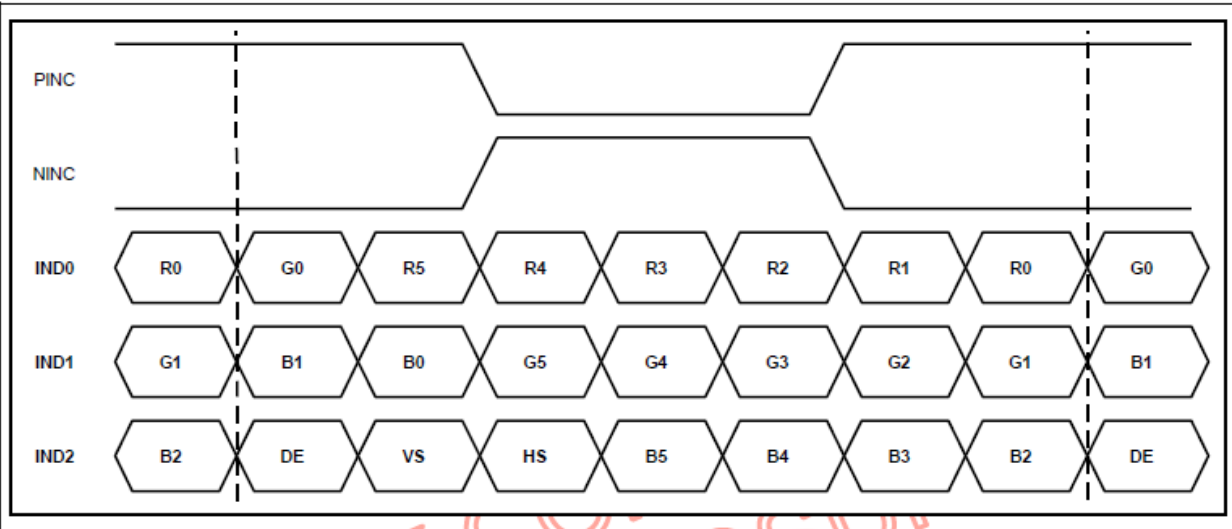 PINC
NINC
IND0 R0 G0 R5 R4 R3 R2 R1 R0 G0
IND1 G1 B1 B0 G5 G4 G3 G2 G1 B1
IND2 B2 DE VS HS B5 B4 B3 B2 DE